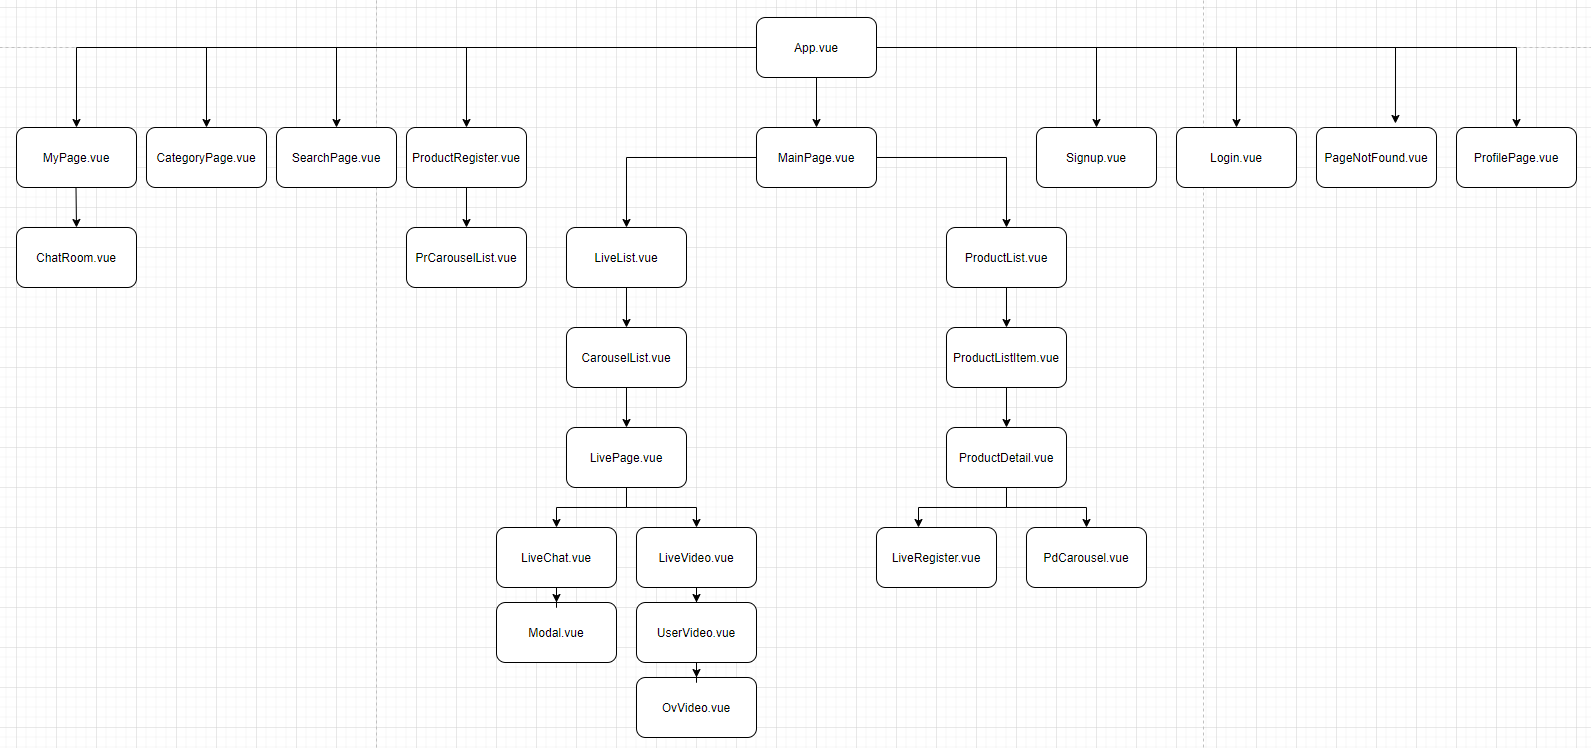 App.vue
MyPage.vue
CategoryPage.vue
SearchPage.vue
ProductRegister.vue
MainPage.vue
Signup.vue
Login.vue
PageNotFound.vue
ProfilePage.vue
ChatRoom.vue
PrCarouselList.vue
LiveList.vue
ProductList.vue
CarouselList.vue
ProductListItem.vue
LivePage.vue
ProductDetail.vue
LiveChat.vue
LiveVideo.vue
LiveRegister.vue
PdCarousel.vue
Modal.vue
UserVideo.vue
OvVideo.vue